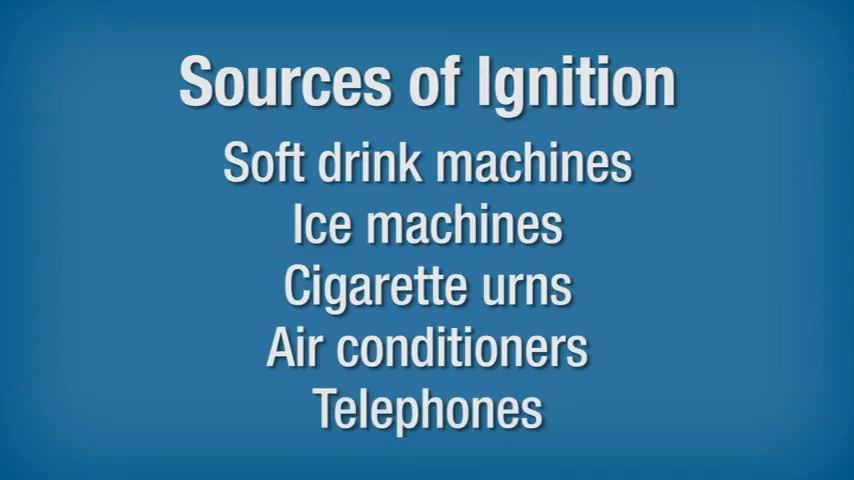 Sources of Ignition
Soft drink machines
Ice machines
Cigarette urns
Air conditioners
Telephones